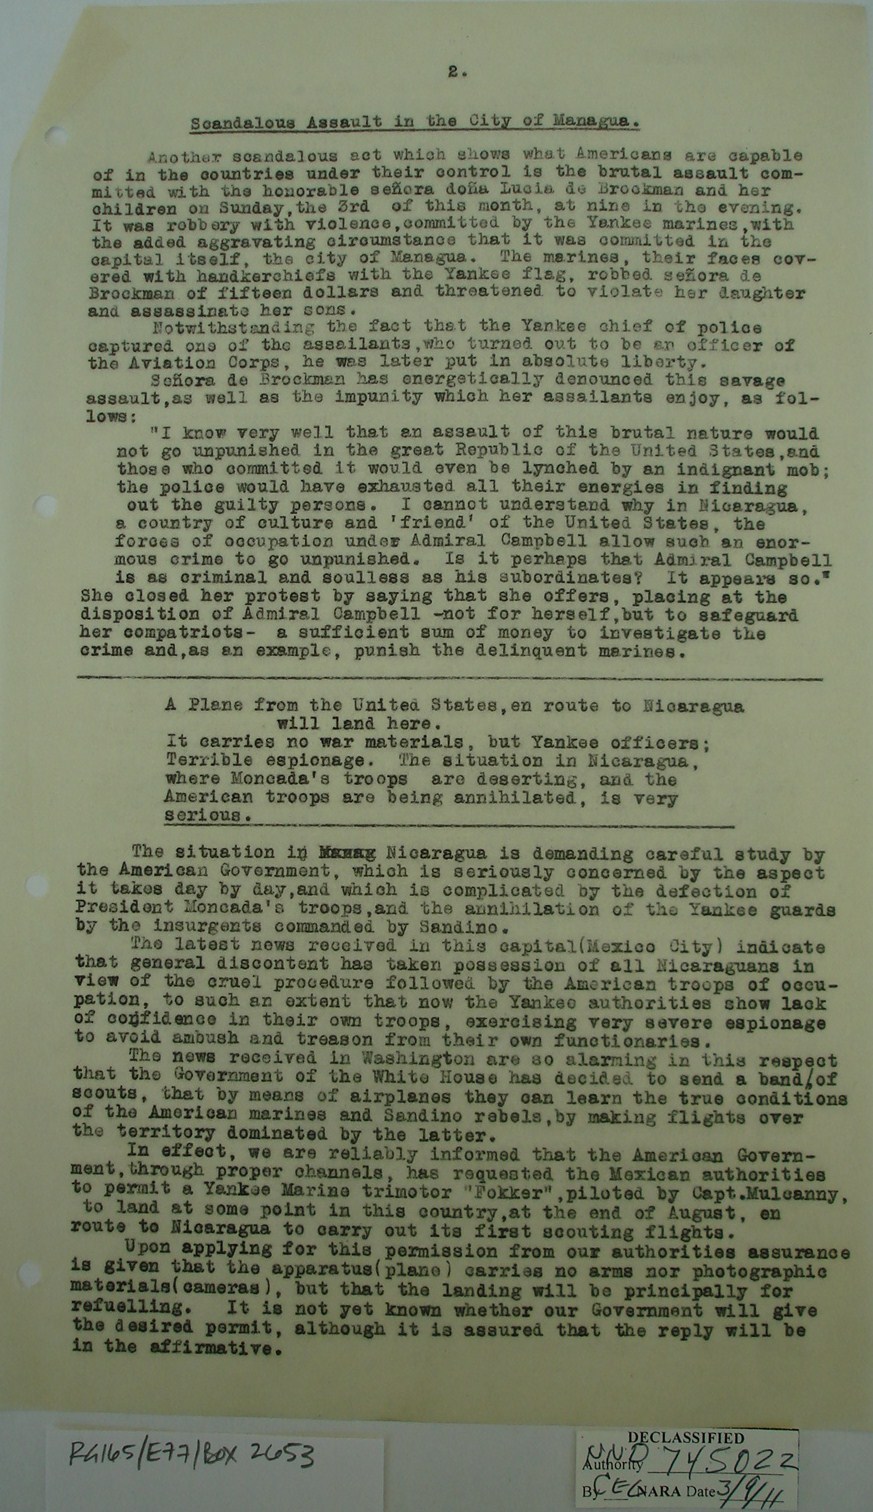 2.
Scandalous Assault in the City of Managua.
Another scandalous act which shows what Americans are capable
of in the countries under their control is the brutal assault com-
mitted with the honorable señora doña Lucia de Brockman and her
children on Sunday,the 3rd of this month, at nine in the evening.
It was robbery with violence,committed by the Yankee marines,with
the added aggravating circumstance that it was committed in the
capital itself, the city of Managua. The marines, their faces cov-
ered with handkerchiefs with the Yankee flag, robbed señora de
Brockman of fifteen dollars and threatened to violate her daughter
and assassinate her sons.
Notwithstanding the fact that the Yankee chief of police
captured one of the assailants,who turned out to be an officer of
the Aviation Corps, he was later put in absolute liberty.
Señora de Brockman has energetically denounced this savage
assault,as well as the impunity which her assailants enjoy, as fol-
lows:
"I know very well that an assault of this brutal nature would
not go unpunished in the great Republic of the United States,and
those who committed it would even be lynched by an indignant mob;
the police would have exhausted all their energies in finding
out the guilty persons. I cannot understand why in Nicaragua,
a country of culture and 'friend' of the United States, the
forces of occupation under Admiral Campbell allow such an enor-
mous crime to go unpunished. Is it perhaps that Admiral Campbell
is as criminal and soulless as his subordinates? It appears so."
She closed her protest by saying that she offers, placing at the
disposition of Admiral Campbell -not for herself,but to safeguard
her compatriots- a sufficient sum of money to investigate the
crime and,as an example, punish the delinquent marines.
A Plane from the United States,en route to Nicaragua
will land here.
It carries no war materials, but Yankee officers;
Terrible espionage. The situation in Nicaragua,
where Moncada's troops are deserting, and the
American troops are being annihilated, is very
serious.
The situation in Nicaragua is demanding careful study by
the American Government, which is seriously concerned by the aspect
it takes day by day,and which is complicated by the defection of
President Moncada's troops,and the annihilation of the Yankee guards
by the insurgents commanded by Sandino.
The latest news received in this capital(Mexico City) indicate
that general discontent has taken possession of all Nicaraguans in
view of the cruel procedure followed by the American troops of occu-
pation, to such an extent that now the Yankee authorities show lack
of confidence in their own troops, exercising very severe espionage
to avoid ambush and treason from their own functionaries.
The news received in Washington are so alarming in this respect
that the Government of the White House has decided to send a band/of
scouts, that by means of airplanes they can learn the true conditions
of the American marines and Sandino rebels,by making flights over
the territory dominated by the latter.
In effect, we are reliably informed that the American Govern-
ment,through proper channels, has requested the Mexican authorities
to permit a Yankee Marine trimotor "Fokker",piloted by Capt.Mulcanny,
to land at some point in this country,at the end of August, en
route to Nicaragua to carry out its first scouting flights.
Upon applying for this permission from our authorities assurance
is given that the apparatus(plane) carries no arms nor photographic
materials(cameras), but that the landing will be principally for
refuelling. It is not yet known whether our Government will give
the desired permit, although it is assured that the reply will be
in the affirmative.
RG165/E77/Box 2653
DECLASSIFIED
Authority NND 745022
By CEG NARA Date 3/9/11